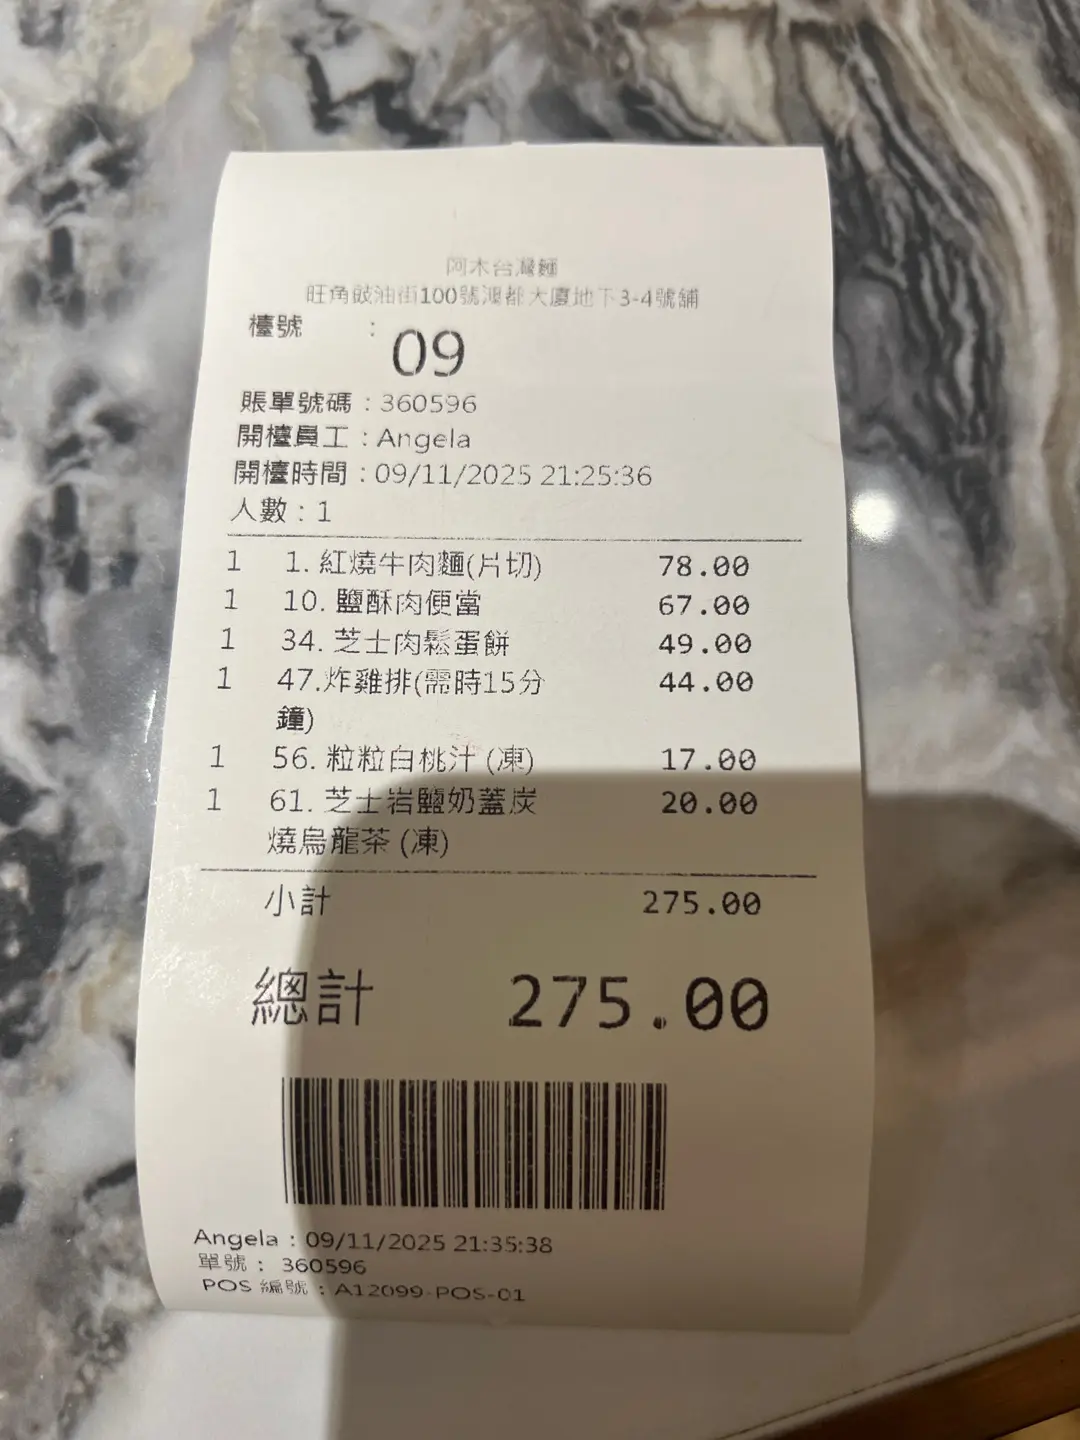 阿木台灣麵
旺角豉油街100號鴻都大廈地下3-4號舖
檯號 : 09
賬單號碼 : 360596
開檯員工 : Angela
開檯時間 : 09/11/2025 21:25:36
人數 : 1
1 1. 紅燒牛肉麵(片切) 78.00
1 10. 鹽酥肉便當 67.00
1 34. 芝士肉鬆蛋餅 49.00
1 47.炸雞排(需時15分 44.00
鐘)
1 56. 粒粒白桃汁 (凍) 17.00
1 61. 芝士岩鹽奶蓋炭 20.00
燒烏龍茶 (凍)
小計 275.00
總計 275.00
Angela : 09/11/2025 21:35:38
單號 : 360596
POS 編號 : A12099-POS-01